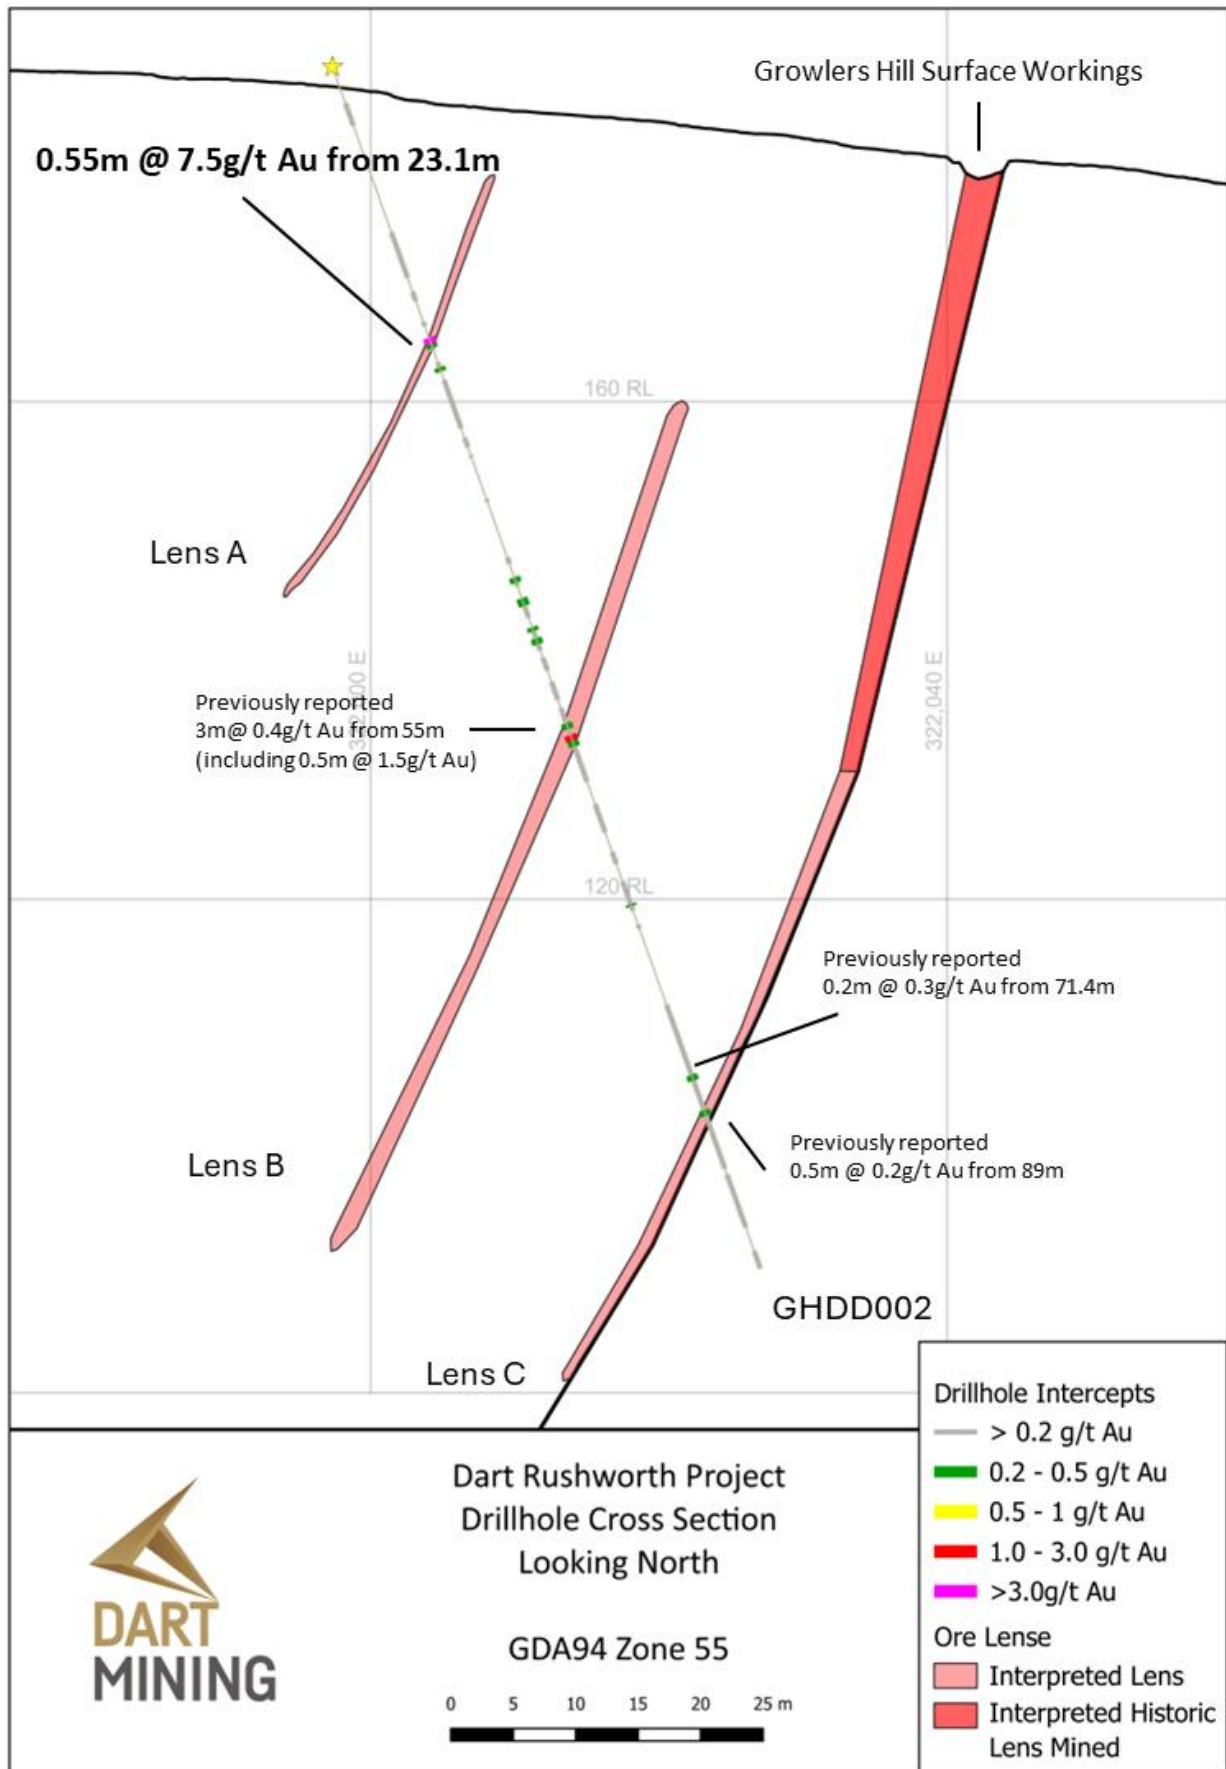 Growlers Hill Surface Workings
0.55m @ 7.5g/t Au from 23.1m
160 RL
Lens A
322,040 E
Previously reported
3m@ 0.4g/t Au from 55m
(including 0.5m @ 1.5g/t Au)
120 RL
Previously reported
0.2m @ 0.3g/t Au from 71.4m
Previously reported
0.5m @ 0.2g/t Au from 89m
Lens B
GHDD002
Lens C
Dart Rushworth Project
Drillhole Cross Section
Looking North
GDA94 Zone 55
0 5 10 15 20 25 m
DART
MINING
Drillhole Intercepts
> 0.2 g/t Au
0.2 - 0.5 g/t Au
0.5 - 1 g/t Au
1.0 - 3.0 g/t Au
>3.0g/t Au
Ore Lense
Interpreted Lens
Interpreted Historic
Lens Mined